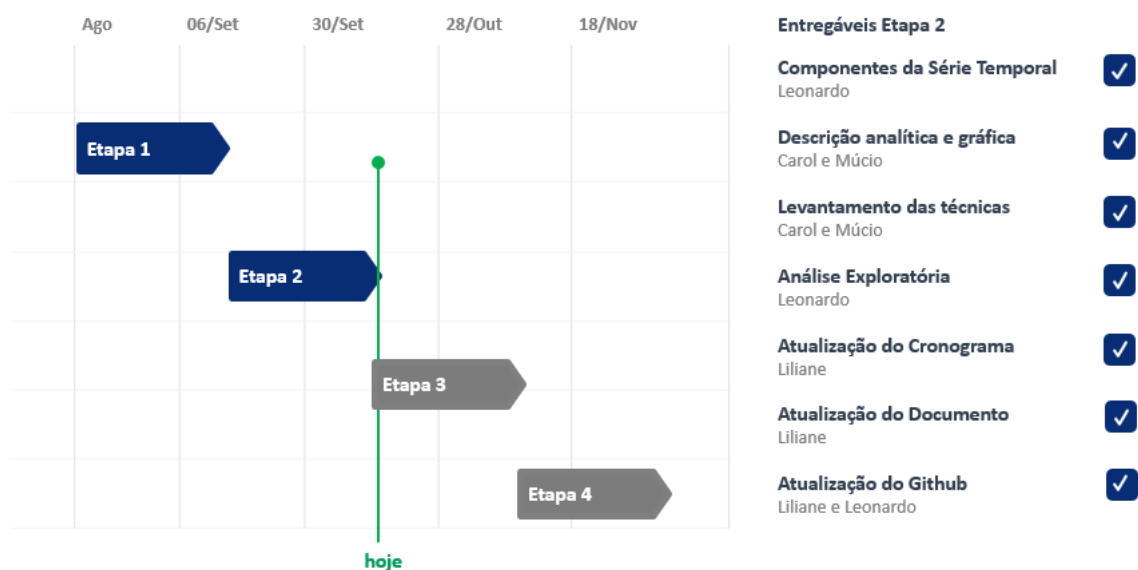 Ago
06/Set
30/Set
28/Out
18/Nov
Etapa 1
Etapa 2
Etapa 3
Etapa 4
hoje
Entregáveis Etapa 2
Componentes da Série Temporal
Leonardo
Descrição analítica e gráfica
Carol e Múcio
Levantamento das técnicas
Carol e Múcio
Análise Exploratória
Leonardo
Atualização do Cronograma
Liliane
Atualização do Documento
Liliane
Atualização do Github
Liliane e Leonardo